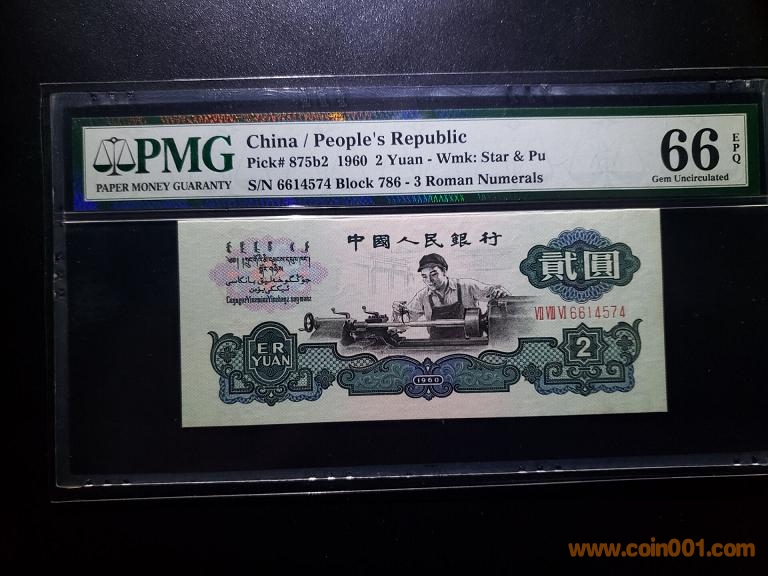 PMG
PAPER MONEY GUARANTY
China / People's Republic
Pick# 875b2 1960 2 Yuan - Wmk: Star & Pu
S/N 6614574 Block 786 - 3 Roman Numerals
66
EPQ
Gem Uncirculated
中國人民銀行
貳圓
VII VIII VI 6614574
ER
YUAN
1960
2
www.coin001.com